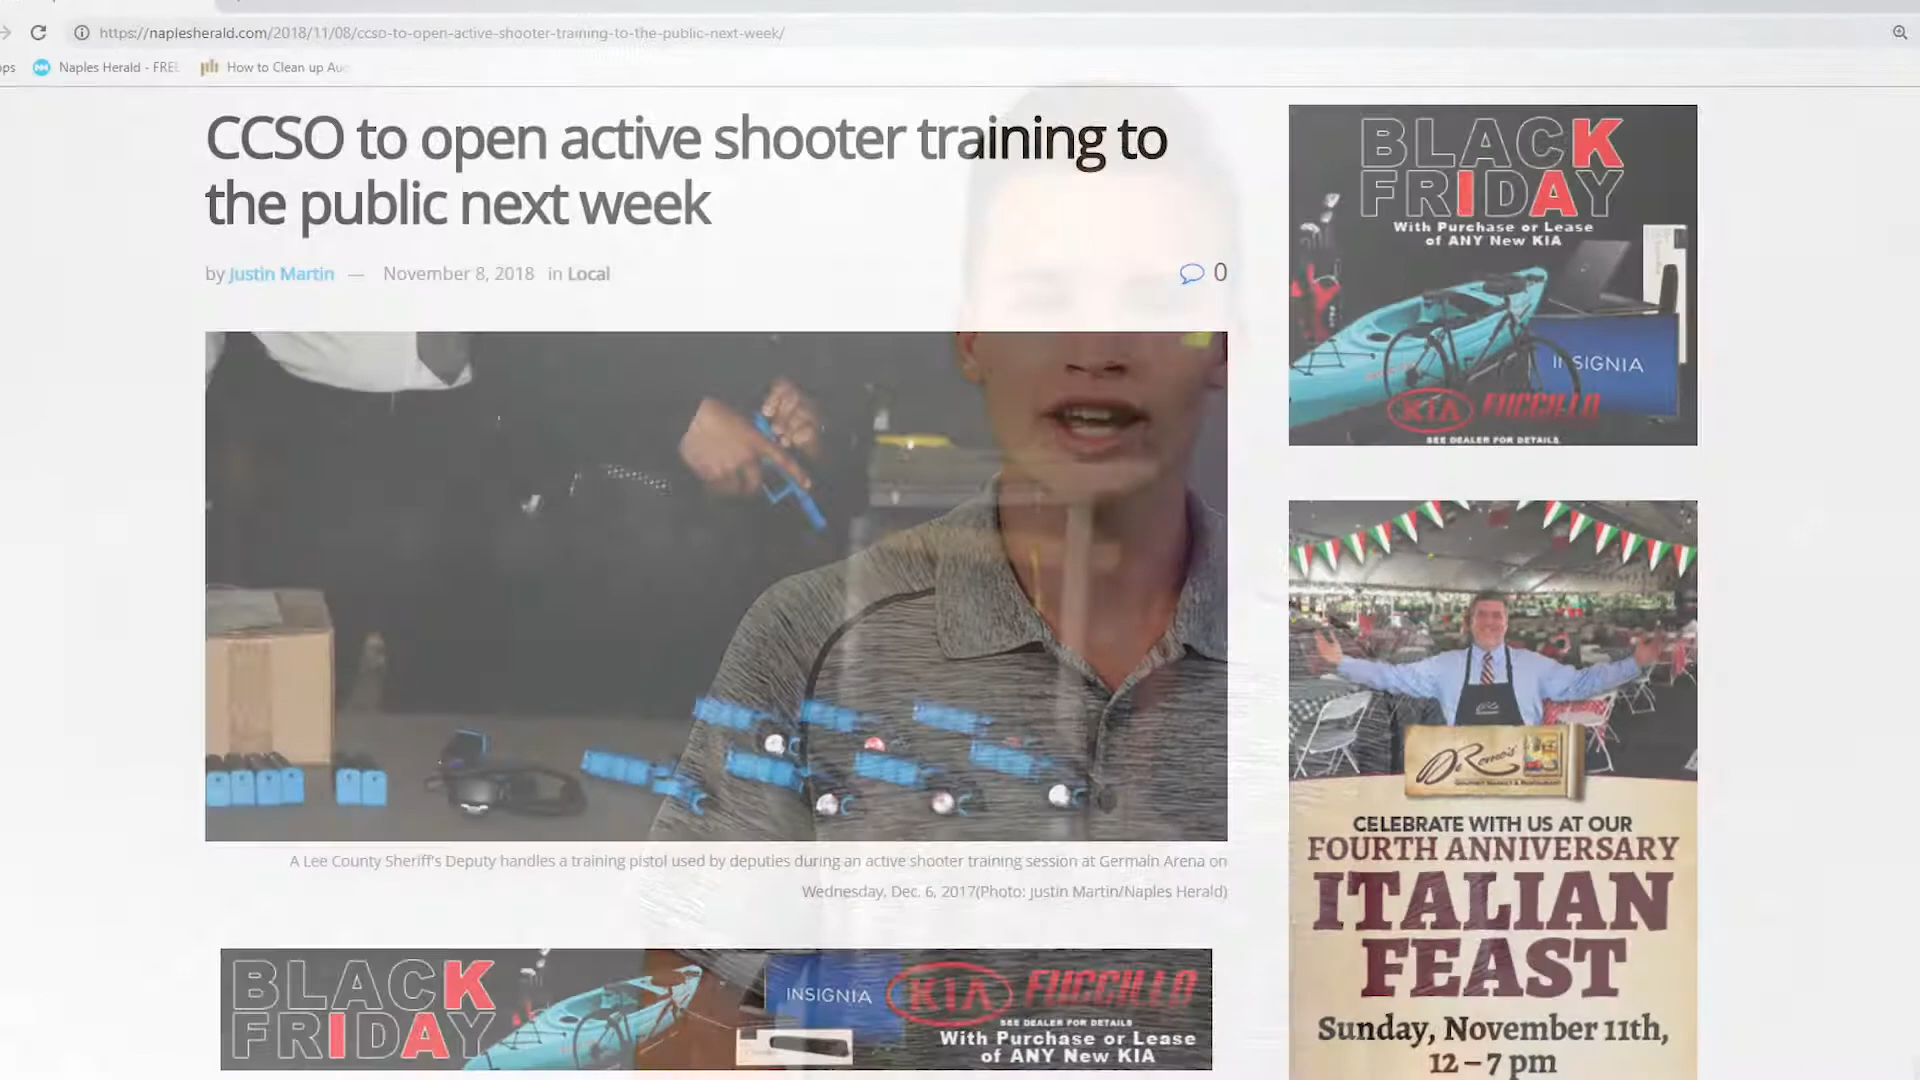 https://naplesherald.com/2018/11/08/ccso-to-open-active-shooter-training-to-the-public-next-week/
Naples Herald - FREE
How to Clean up Au
CCSO to open active shooter training to
the public next week
by Justin Martin — November 8, 2018 in Local
0
A Lee County Sheriff's Deputy handles a training pistol used by deputies during an active shooter training session at Germain Arena on
Wednesday, Dec. 6, 2017(Photo: Justin Martin/Naples Herald)
BLACK
FRIDAY
INSIGNIA
KIA FUCCILLO
SEE DEALER FOR DETAILS
With Purchase or Lease
of ANY New KIA
BLACK
FRIDAY
With Purchase or Lease
of ANY New KIA
INSIGNIA
KIA FUCCILLO
SEE DEALER FOR DETAILS
DeRomo's
GOURMET MARKET & RESTAURANT
CELEBRATE WITH US AT OUR
FOURTH ANNIVERSARY
ITALIAN
FEAST
Sunday, November 11th,
12 – 7 pm